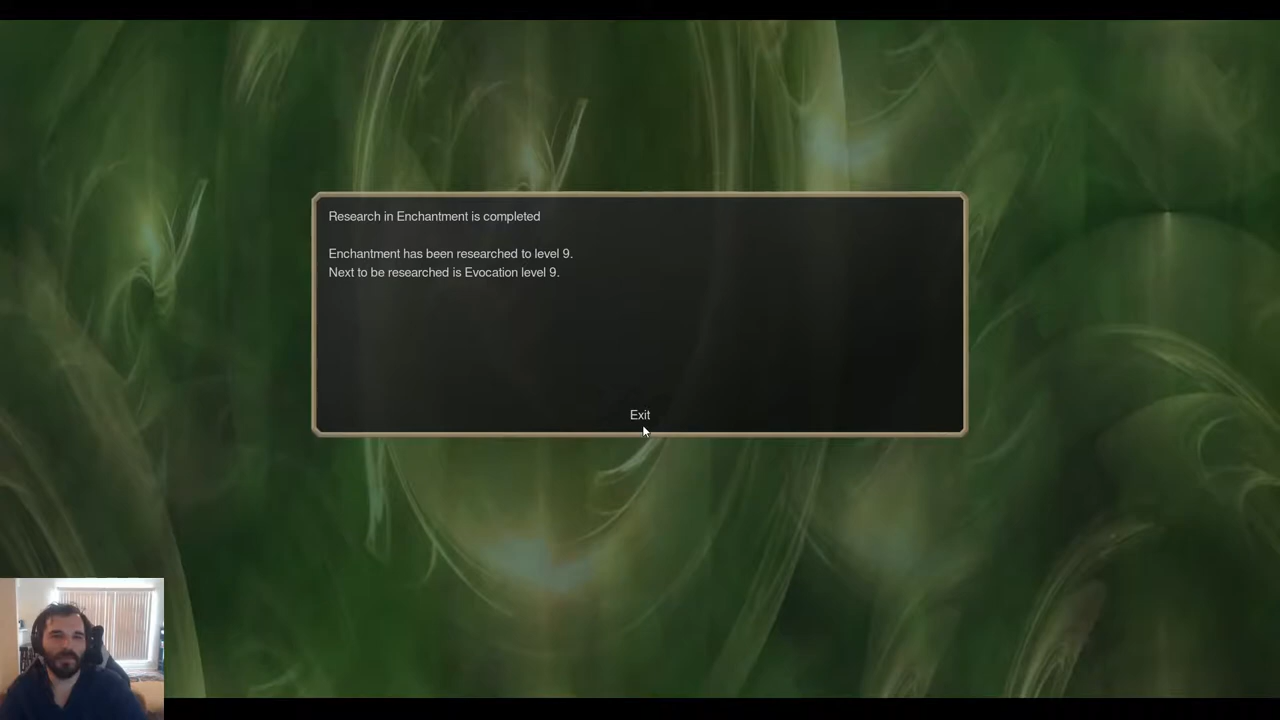 Research in Enchantment is completed
Enchantment has been researched to level 9.
Next to be researched is Evocation level 9.
Exit